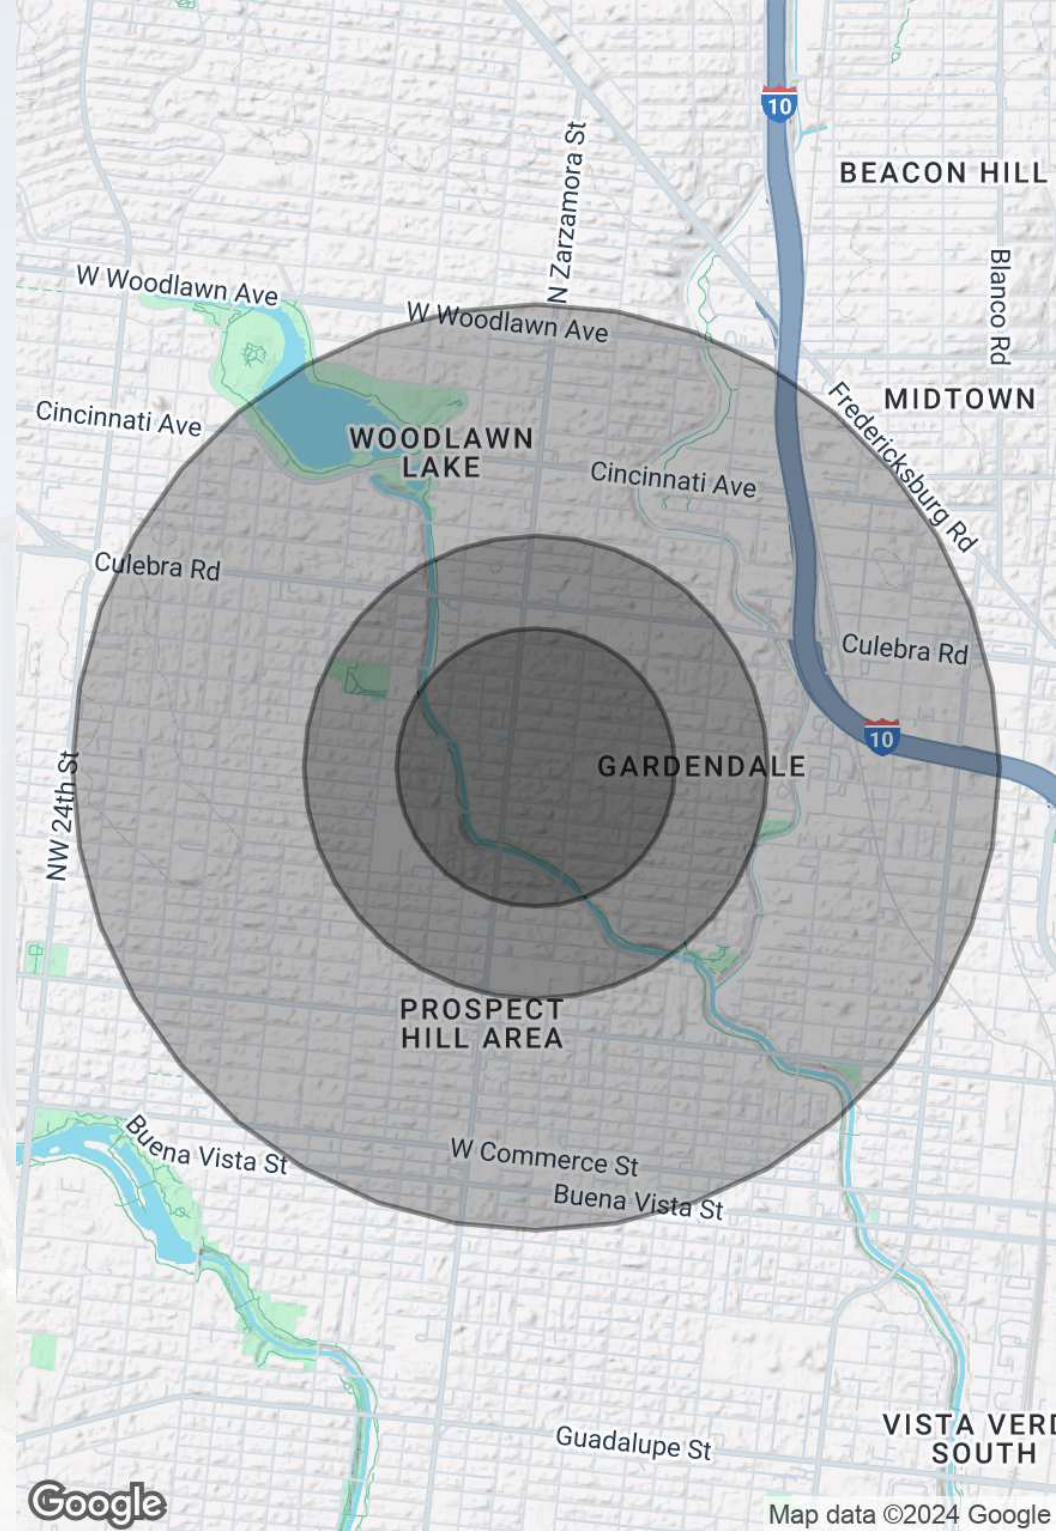 10
BEACON HILL
N Zarzamora St
Blanco Rd
W Woodlawn Ave
W Woodlawn Ave
MIDTOWN
Fredericksburg Rd
Cincinnati Ave
WOODLAWN
LAKE
Cincinnati Ave
Culebra Rd
Culebra Rd
10
GARDENDALE
NW 24th St
PROSPECT
HILL AREA
Buena Vista St
W Commerce St
Buena Vista St
VISTA VERD
SOUTH
Guadalupe St
Google
Map data ©2024 Google